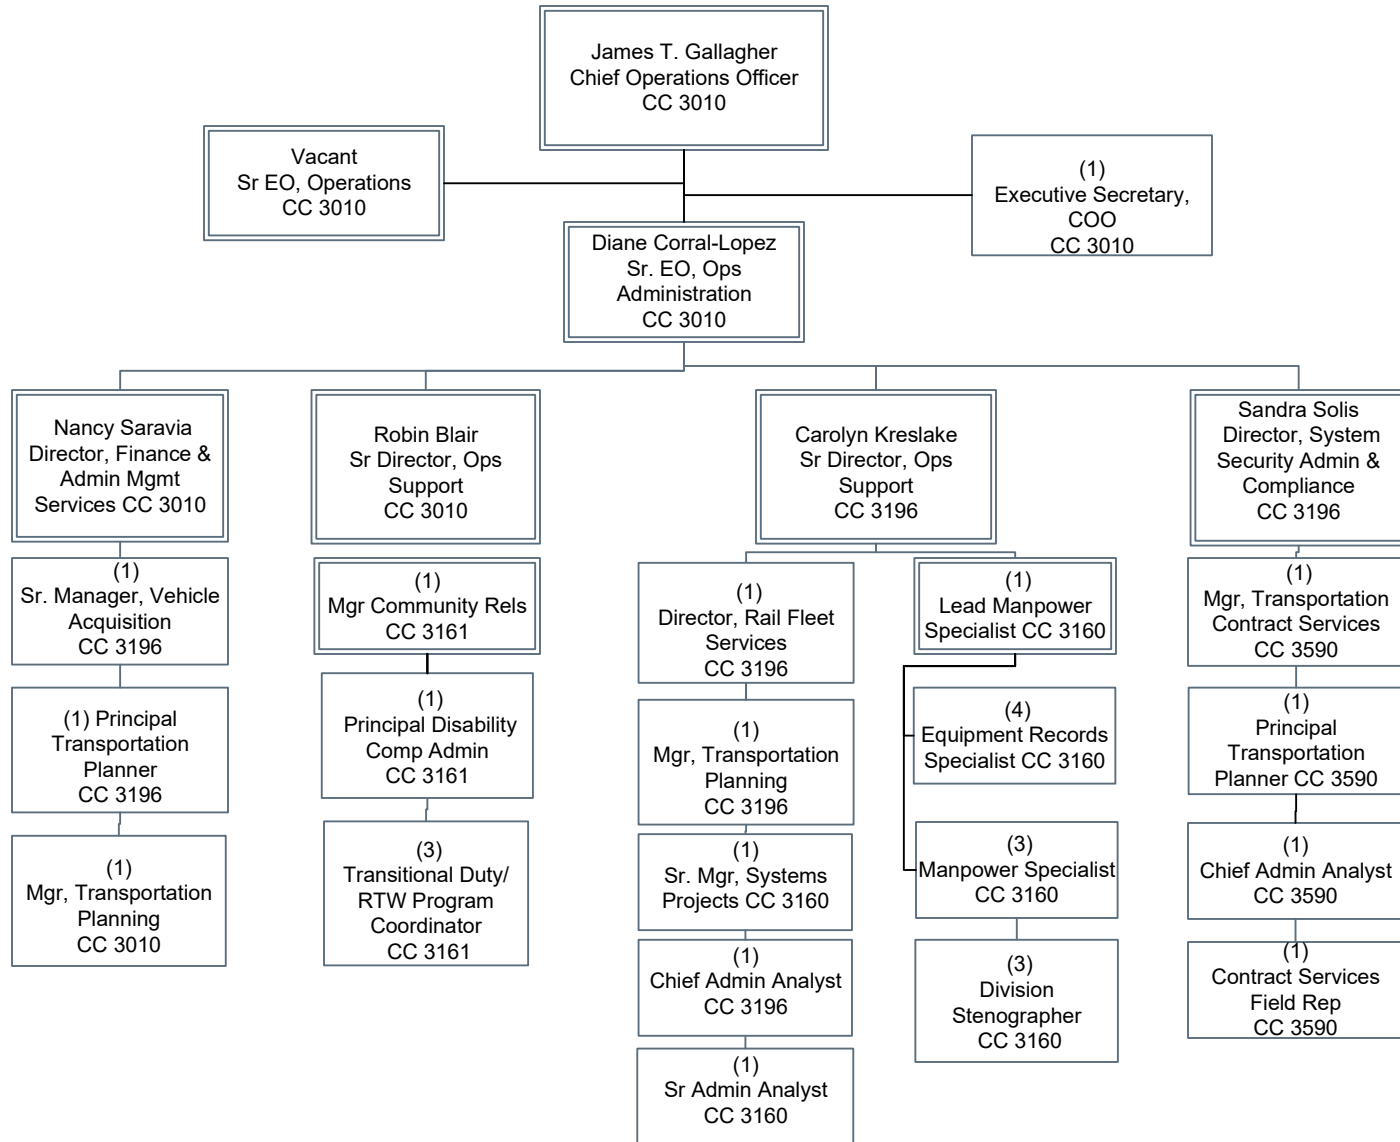 James T. Gallagher
Chief Operations Officer
CC 3010
Vacant
Sr EO, Operations
CC 3010
(1)
Executive Secretary,
COO
CC 3010
Diane Corral-Lopez
Sr. EO, Ops
Administration
CC 3010
Nancy Saravia
Director, Finance &
Admin Mgmt
Services CC 3010
Robin Blair
Sr Director, Ops
Support
CC 3010
Carolyn Kreslake
Sr Director, Ops
Support
CC 3196
Sandra Solis
Director, System
Security Admin &
Compliance
CC 3196
(1)
Sr. Manager, Vehicle
Acquisition
CC 3196
(1) Principal
Transportation
Planner
CC 3196
(1)
Mgr, Transportation
Planning
CC 3010
(1)
Mgr Community Rels
CC 3161
(1)
Principal Disability
Comp Admin
CC 3161
(3)
Transitional Duty/
RTW Program
Coordinator
CC 3161
(1)
Director, Rail Fleet
Services
CC 3196
(1)
Mgr, Transportation
Planning
CC 3196
(1)
Sr. Mgr, Systems
Projects CC 3160
(1)
Chief Admin Analyst
CC 3196
(1)
Sr Admin Analyst
CC 3160
(1)
Lead Manpower
Specialist CC 3160
(4)
Equipment Records
Specialist CC 3160
(3)
Manpower Specialist
CC 3160
(3)
Division
Stenographer
CC 3160
(1)
Mgr, Transportation
Contract Services
CC 3590
(1)
Principal
Transportation
Planner CC 3590
(1)
Chief Admin Analyst
CC 3590
(1)
Contract Services
Field Rep
CC 3590